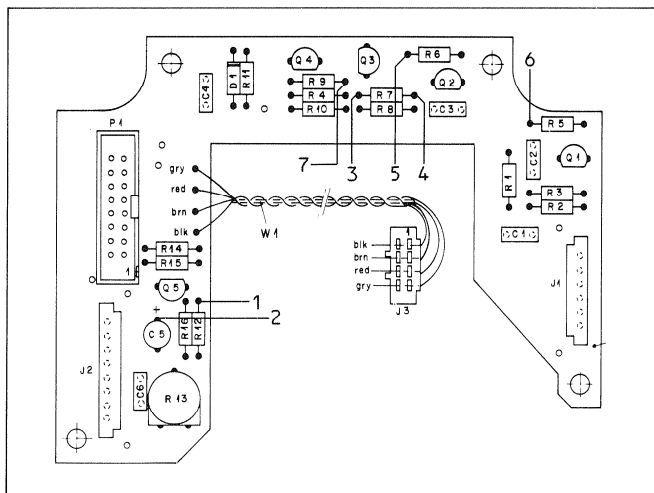 Q4
Q3
R6
6
C4
D1
R11
R9
R4
R10
R7
R8
Q2
C3
P1
R5
C2
Q1
R1
R3
R2
C1
7
3
5
4
gry
red
brn
blk
W1
R14
R15
1
Q5
1
+
2
C5
R16
R12
J2
C6
R13
1
blk
brn
red
gry
J3
J1